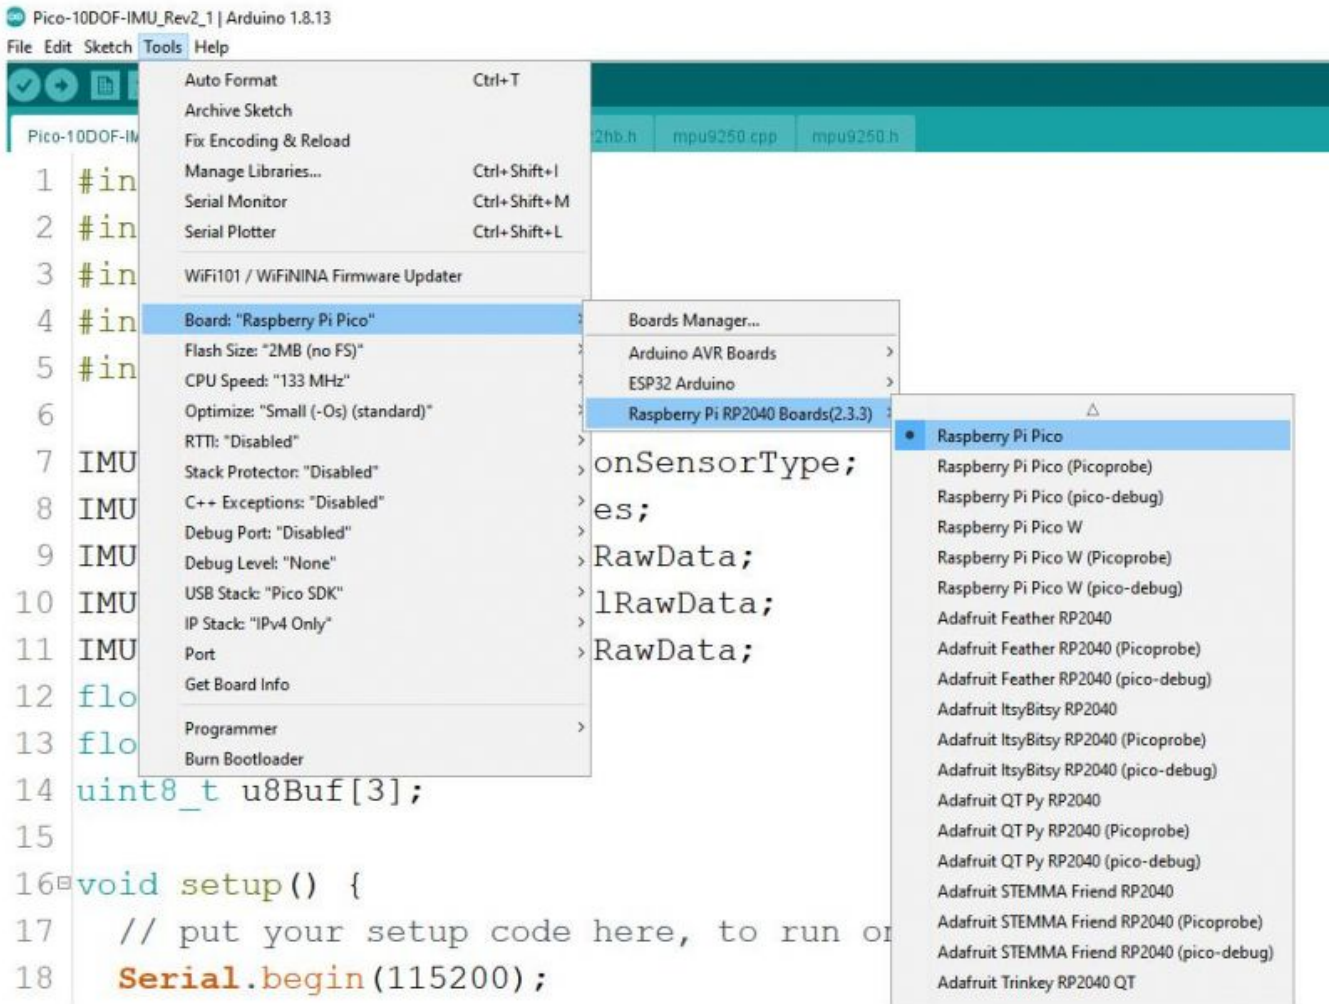 Pico-10DOF-IMU_Rev2_1 | Arduino 1.8.13
File Edit Sketch Tools Help
Pico-10DOF-IM
2hb.h mpu9250.cpp mpu9250.h
Auto Format Ctrl+T
Archive Sketch
Fix Encoding & Reload
Manage Libraries... Ctrl+Shift+I
Serial Monitor Ctrl+Shift+M
Serial Plotter Ctrl+Shift+L
WiFi101 / WiFiNINA Firmware Updater
Board: "Raspberry Pi Pico"
Flash Size: "2MB (no FS)"
CPU Speed: "133 MHz"
Optimize: "Small (-Os) (standard)"
RTTI: "Disabled"
Stack Protector: "Disabled"
C++ Exceptions: "Disabled"
Debug Port: "Disabled"
Debug Level: "None"
USB Stack: "Pico SDK"
IP Stack: "IPv4 Only"
Port
Get Board Info
Programmer
Burn Bootloader
Boards Manager...
Arduino AVR Boards
ESP32 Arduino
Raspberry Pi RP2040 Boards(2.3.3)
Raspberry Pi Pico
Raspberry Pi Pico (Picoprobe)
Raspberry Pi Pico (pico-debug)
Raspberry Pi Pico W
Raspberry Pi Pico W (Picoprobe)
Raspberry Pi Pico W (pico-debug)
Adafruit Feather RP2040
Adafruit Feather RP2040 (Picoprobe)
Adafruit Feather RP2040 (pico-debug)
Adafruit ItsyBitsy RP2040
Adafruit ItsyBitsy RP2040 (Picoprobe)
Adafruit ItsyBitsy RP2040 (pico-debug)
Adafruit QT Py RP2040
Adafruit QT Py RP2040 (Picoprobe)
Adafruit QT Py RP2040 (pico-debug)
Adafruit STEMMA Friend RP2040
Adafruit STEMMA Friend RP2040 (Picoprobe)
Adafruit STEMMA Friend RP2040 (pico-debug)
Adafruit Trinkey RP2040 QT
1 #in
2 #in
3 #in
4 #in
5 #in
6
7 IMU onSensorType;
8 IMU es;
9 IMU RawData;
10 IMU lRawData;
11 IMU RawData;
12 flo
13 flo
14 uint8_t u8Buf[3];
15
16 void setup() {
17 // put your setup code here, to run on
18 Serial.begin(115200);